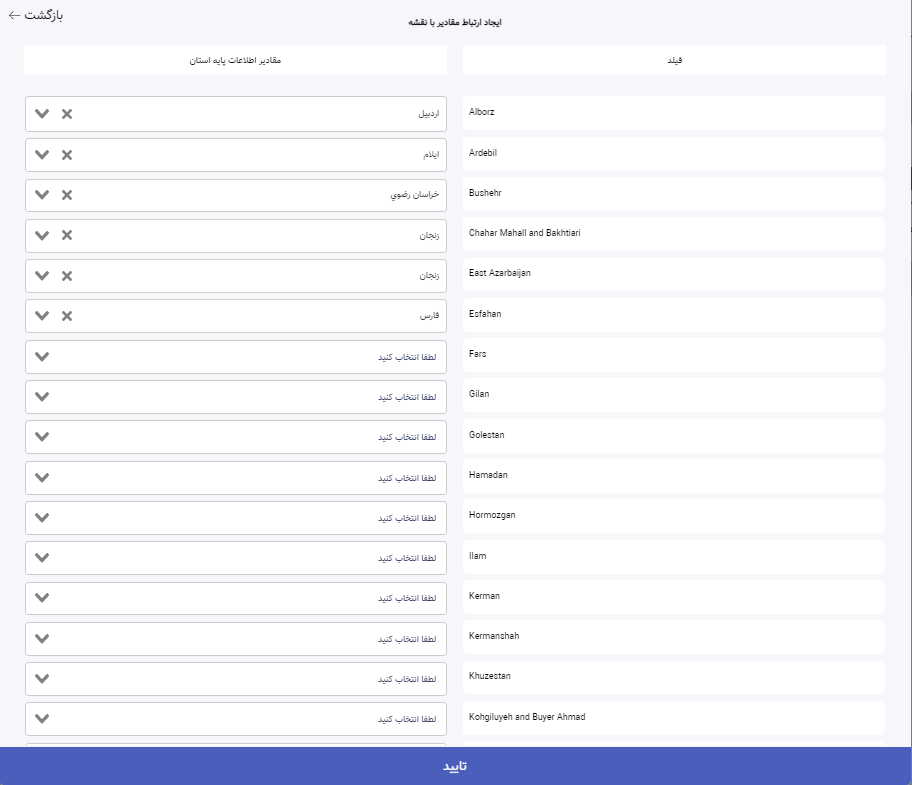 بازگشت
ایجاد ارتباط مقادیر با نقشه
فیلد
مقادیر اطلاعات پایه استان
Alborz
اردبیل
Ardebil
ایلام
Bushehr
خراسان رضوي
Chahar Mahall and Bakhtiari
زنجان
East Azarbaijan
زنجان
Esfahan
فارس
Fars
لطفا انتخاب کنید
Gilan
لطفا انتخاب کنید
Golestan
لطفا انتخاب کنید
Hamadan
لطفا انتخاب کنید
Hormozgan
لطفا انتخاب کنید
Ilam
لطفا انتخاب کنید
Kerman
لطفا انتخاب کنید
Kermanshah
لطفا انتخاب کنید
Khuzestan
لطفا انتخاب کنید
Kohgiluyeh and Buyer Ahmad
لطفا انتخاب کنید
تایید